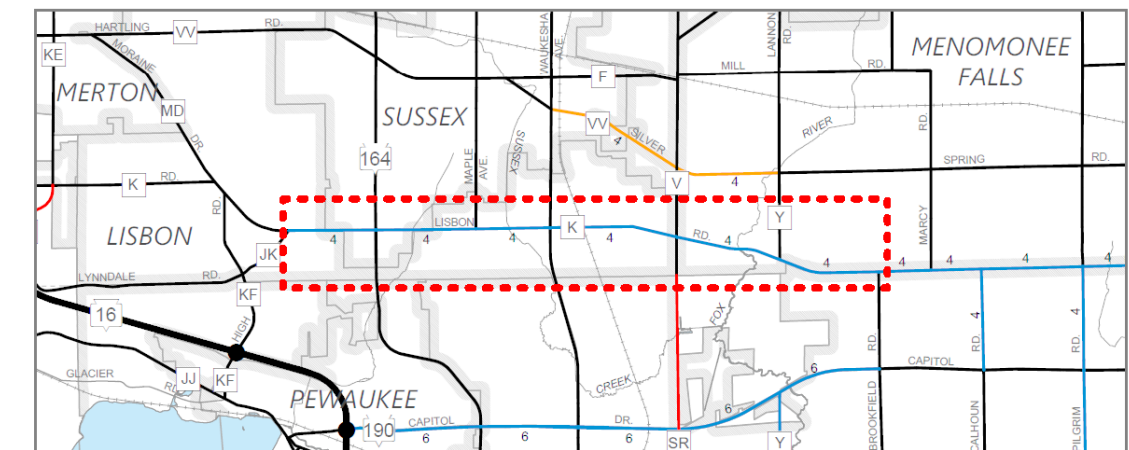 HARTLING
VV
RD.
KE
MORAINE
WAUKESHA
AVE.
LANNON
RD.
MENOMONEE
FALLS
MERTON
MD
DR.
SUSSEX
F
MILL
RD.
VV
SILVER
4
RIVER
RD.
164
MAPLE
AVE.
SUSSEX
SPRING
RD.
K
RD.
V
4
RD.
LISBON
LISBON
K
Y
MARCY
4
4
4
4
RD.
4
4
4
4
4
JK
LYNNDALE
RD.
KF
16
HIGH
FOX
4
RD.
4
RD.
RD.
GLACIER
RD.
JJ
KF
CREEK
6
CAPITOL
PEWAUKEE
190
CAPITOL
DR.
6
6
6
6
SR
Y
BROOKFIELD
CALHOUN
PILGRIM